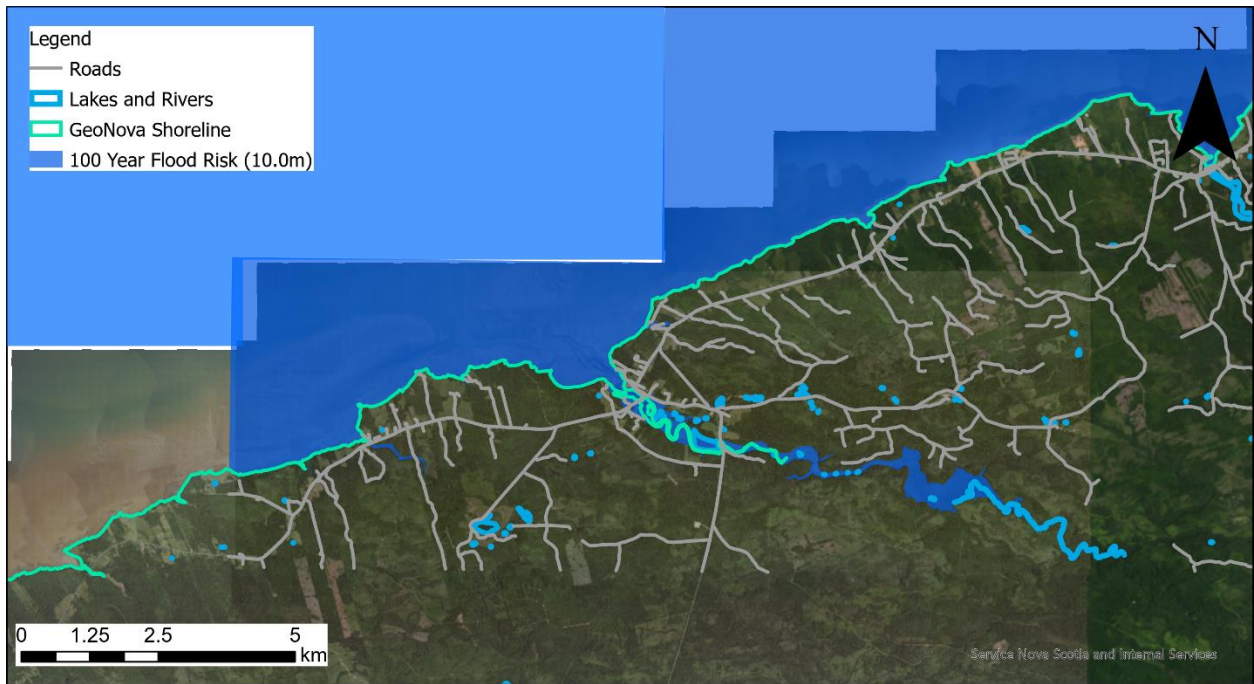 Legend
Roads
Lakes and Rivers
GeoNova Shoreline
100 Year Flood Risk (10.0m)
N
0 1.25 2.5 5
km
Service Nova Scotia and Internal Services